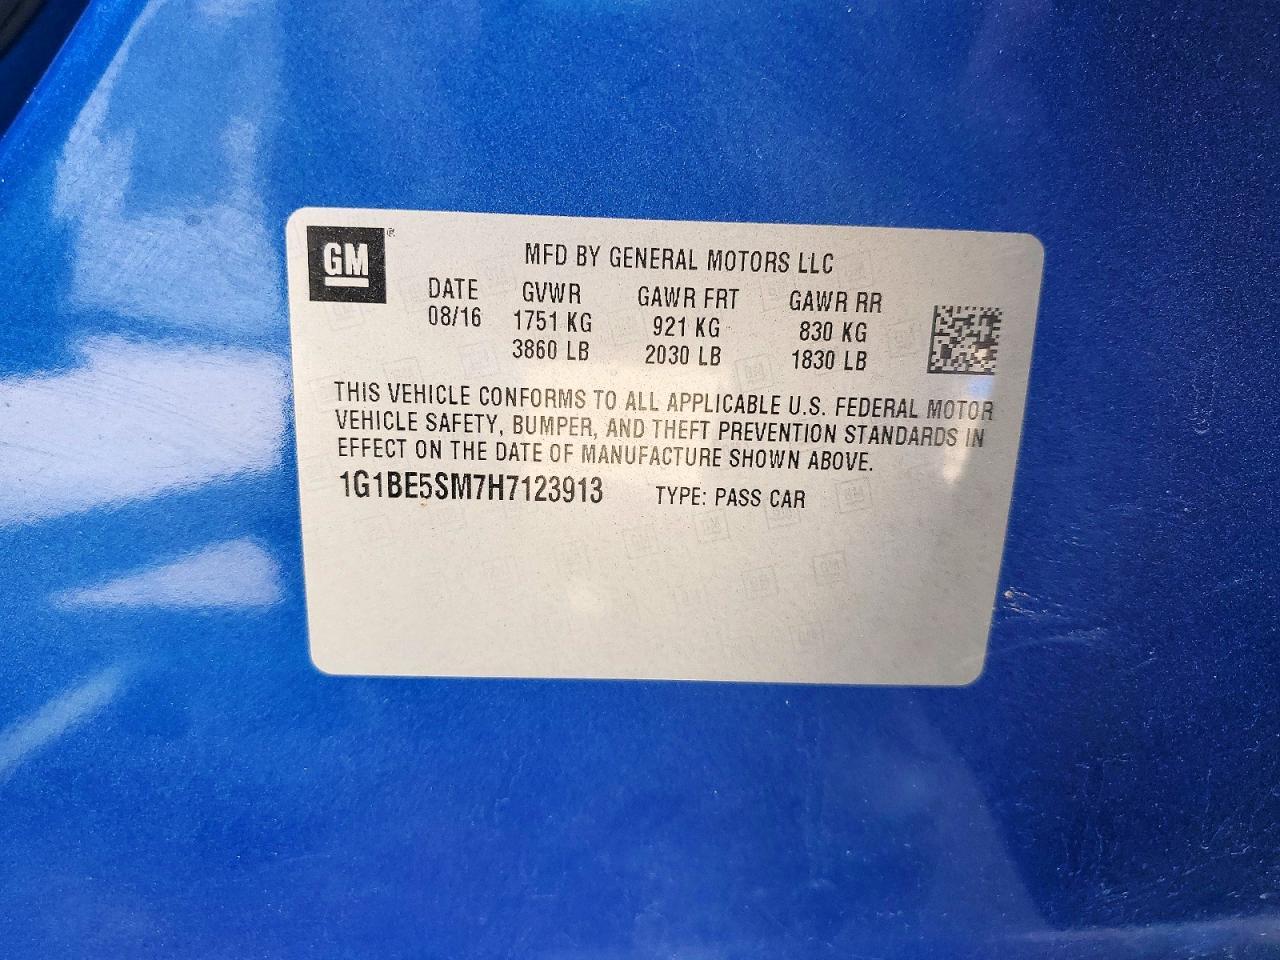 GM ®
MFD BY GENERAL MOTORS LLC
DATE GVWR GAWR FRT GAWR RR
08/16 1751 KG 921 KG 830 KG
3860 LB 2030 LB 1830 LB
THIS VEHICLE CONFORMS TO ALL APPLICABLE U.S. FEDERAL MOTOR
VEHICLE SAFETY, BUMPER, AND THEFT PREVENTION STANDARDS IN
EFFECT ON THE DATE OF MANUFACTURE SHOWN ABOVE.
1G1BE5SM7H7123913 TYPE: PASS CAR